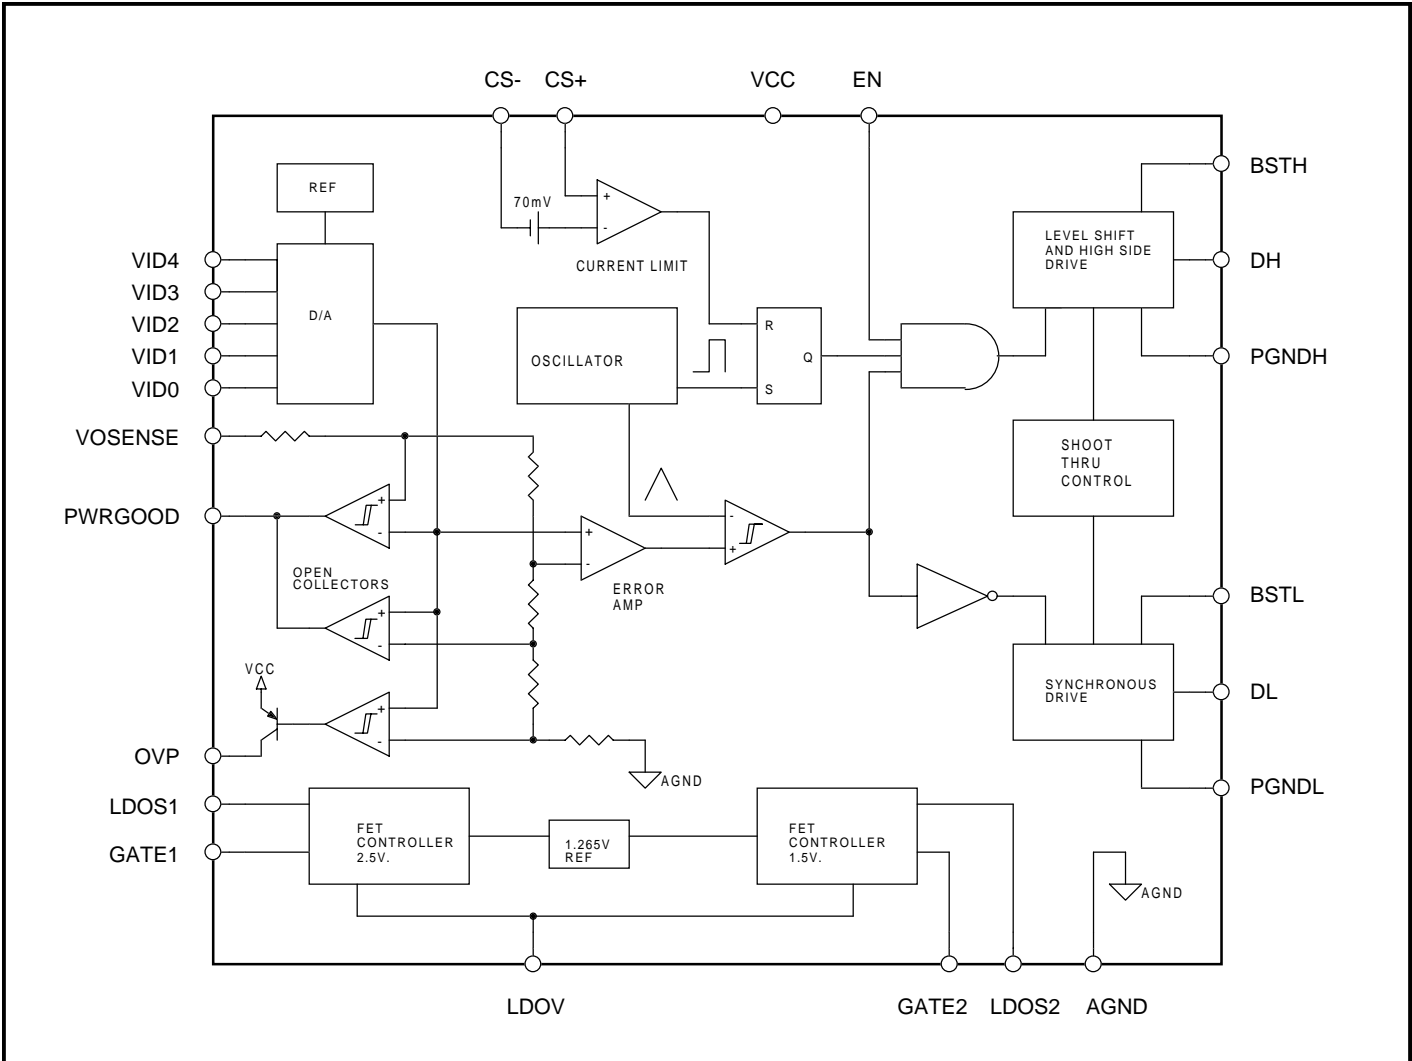 CS- CS+ VCC EN
BSTH
REF
70mV
+
-
LEVEL SHIFT
AND HIGH SIDE
DRIVE
VID4
DH
CURRENT LIMIT
VID3
VID2
D/A
R
VID1
OSCILLATOR
Q
PGNDH
VID0
S
VOSENSE
SHOOT
THRU
CONTROL
+
PWRGOOD
-
+
-
-
+
OPEN
COLLECTORS
ERROR
AMP
BSTL
+
-
VCC
SYNCHRONOUS
DRIVE
DL
+
-
OVP
AGND
PGNDL
LDOS1
FET
CONTROLLER
2.5V.
1.265V
REF
FET
CONTROLLER
1.5V.
GATE1
AGND
LDOV GATE2 LDOS2 AGND